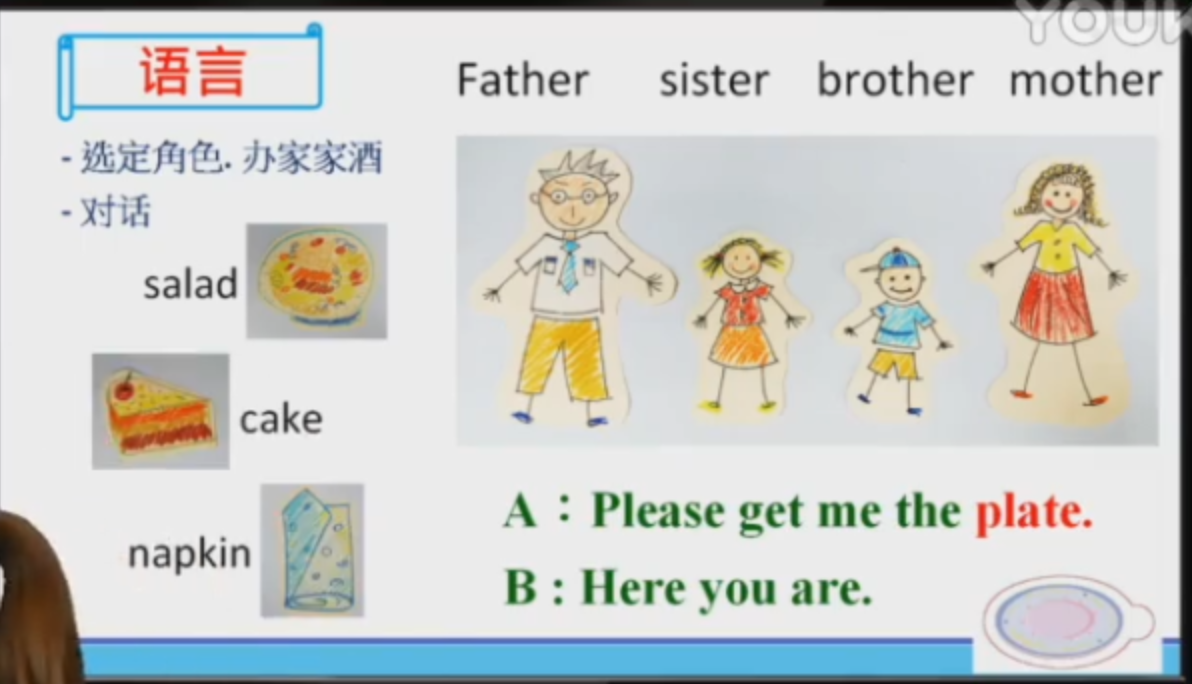 YOUK
语言
Father sister brother mother
- 选定角色. 办家家酒
- 对话
salad
cake
napkin
A：Please get me the plate.
B : Here you are.